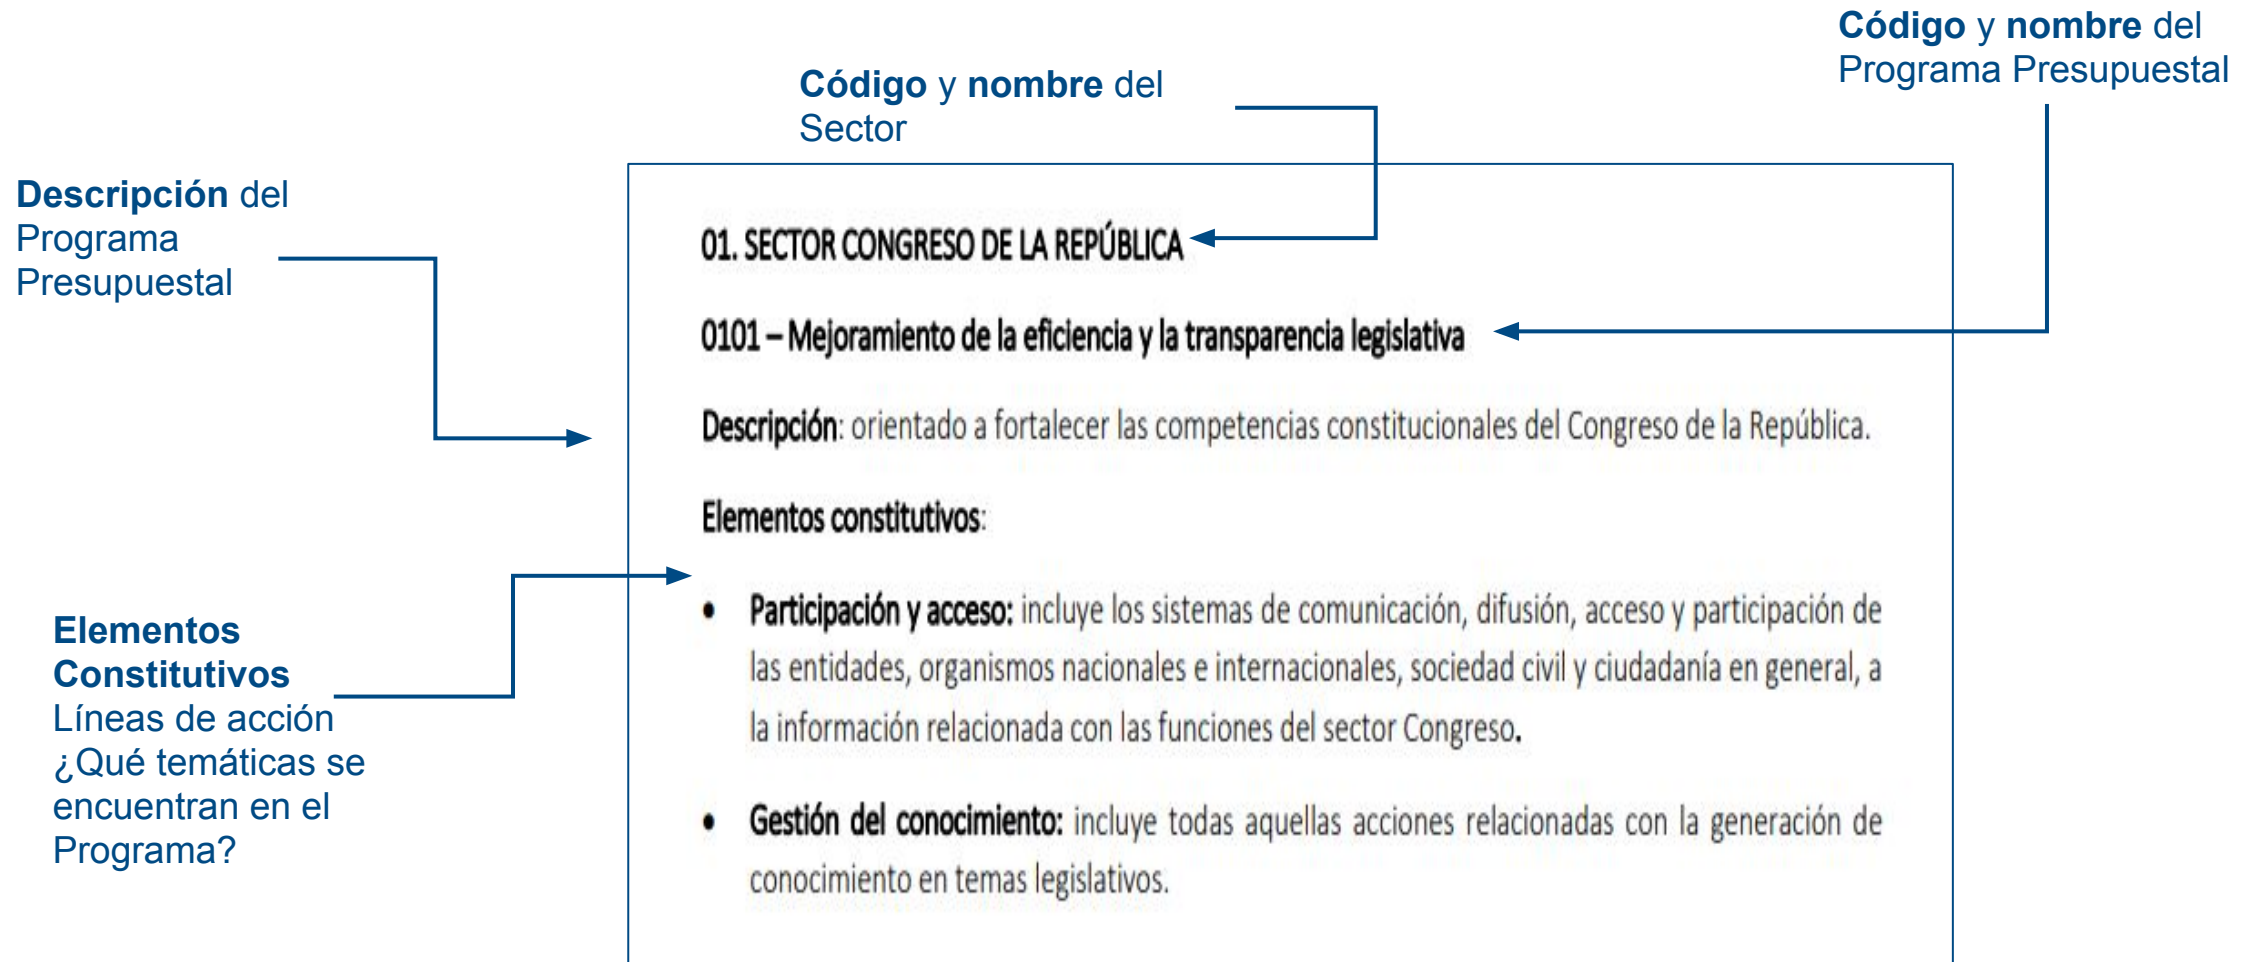 Código y nombre del
Programa Presupuestal
Código y nombre del
Sector
Descripción del
Programa
Presupuestal
01. SECTOR CONGRESO DE LA REPÚBLICA
0101 – Mejoramiento de la eficiencia y la transparencia legislativa
Descripción: orientado a fortalecer las competencias constitucionales del Congreso de la República.
Elementos constitutivos:
Elementos
Constitutivos
Líneas de acción
¿Qué temáticas se
encuentran en el
Programa?
• Participación y acceso: incluye los sistemas de comunicación, difusión, acceso y participación de
las entidades, organismos nacionales e internacionales, sociedad civil y ciudadanía en general, a
la información relacionada con las funciones del sector Congreso.
• Gestión del conocimiento: incluye todas aquellas acciones relacionadas con la generación de
conocimiento en temas legislativos.